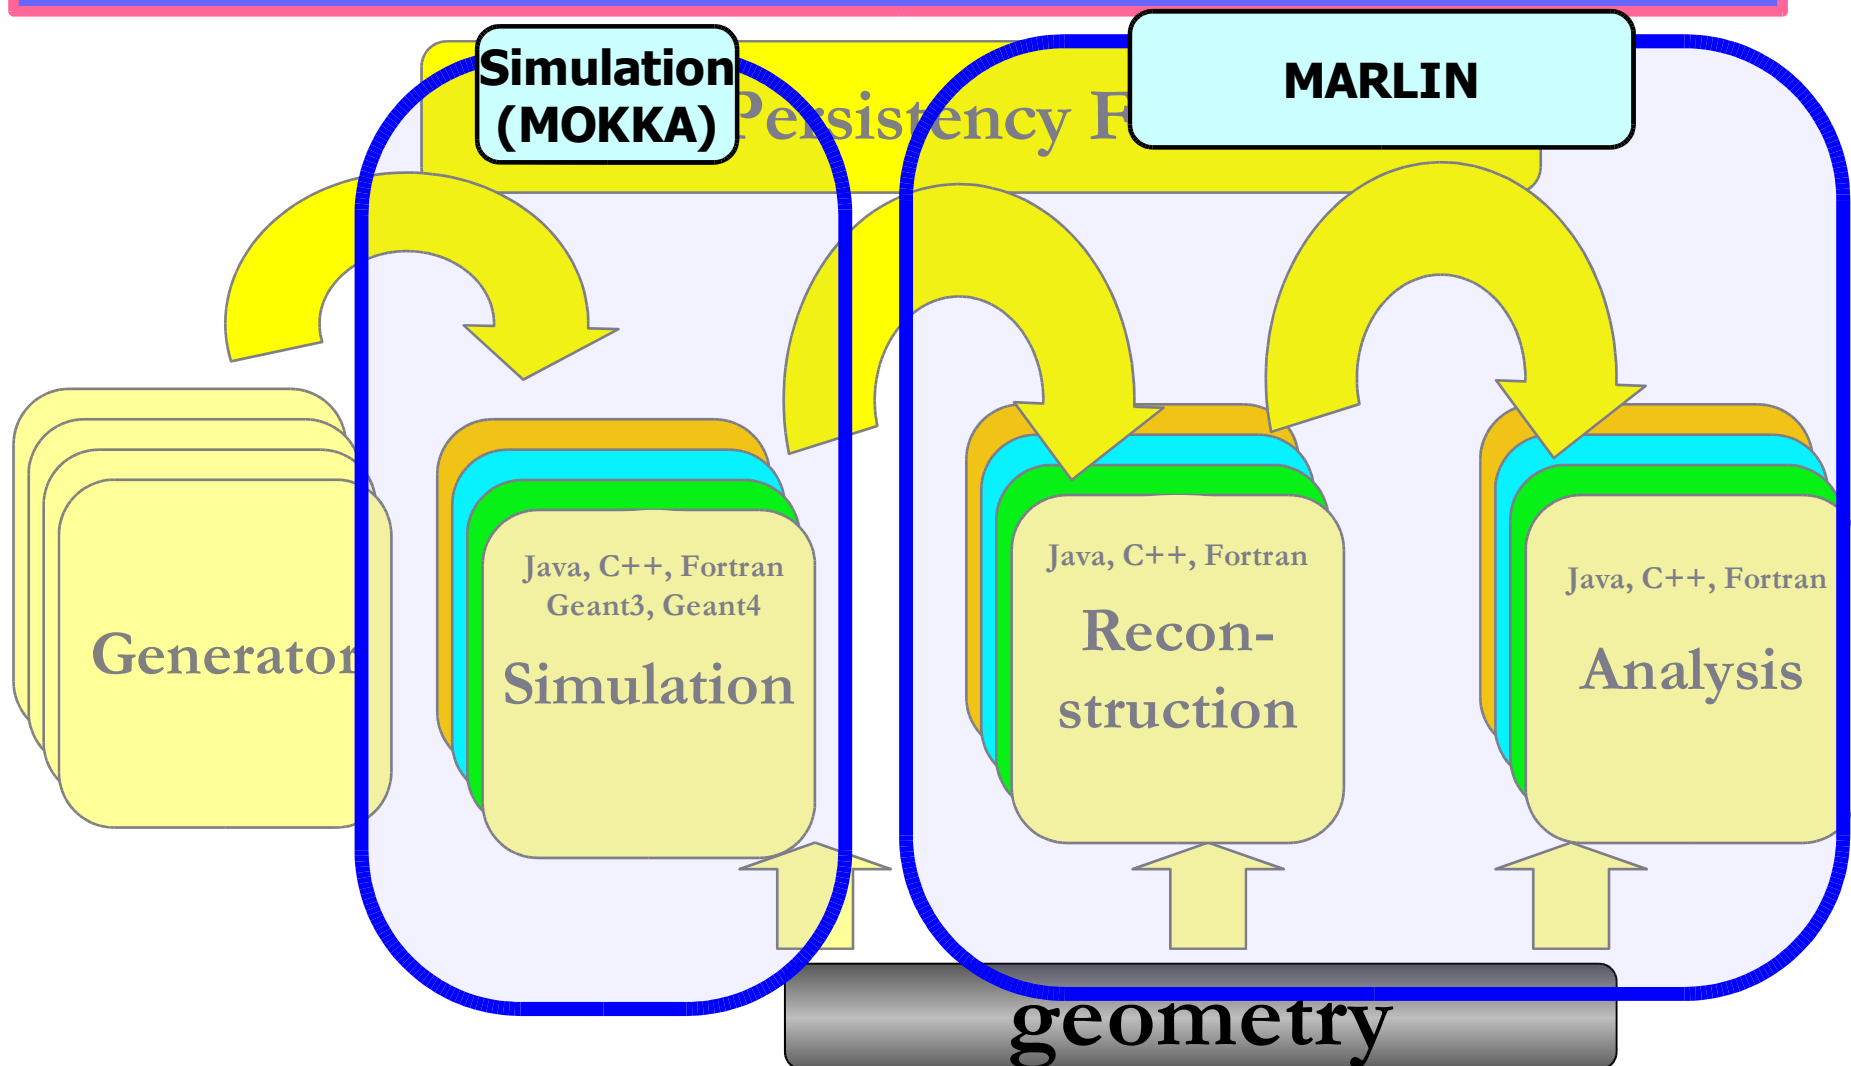 Simulation
(MOKKA)
MARLIN
Persistency
Java, C++, Fortran
Geant3, Geant4
Simulation
Java, C++, Fortran
Recon-
struction
Java, C++, Fortran
Analysis
Generator
geometry